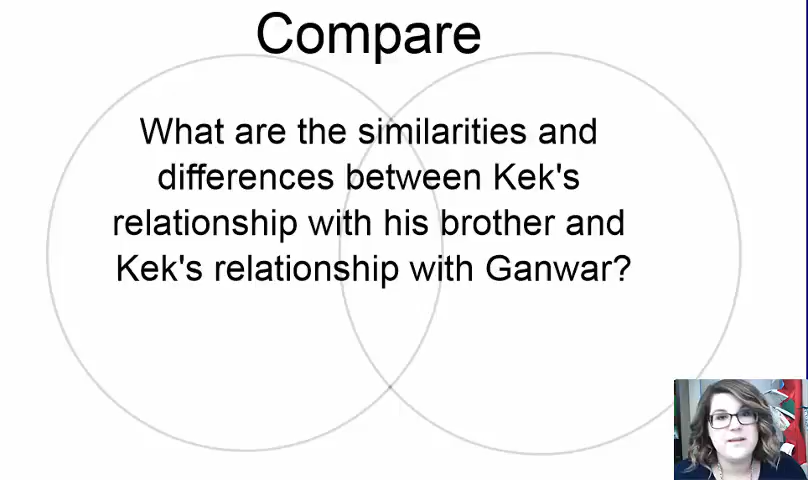 Compare
What are the similarities and
differences between Kek's
relationship with his brother and
Kek's relationship with Ganwar?